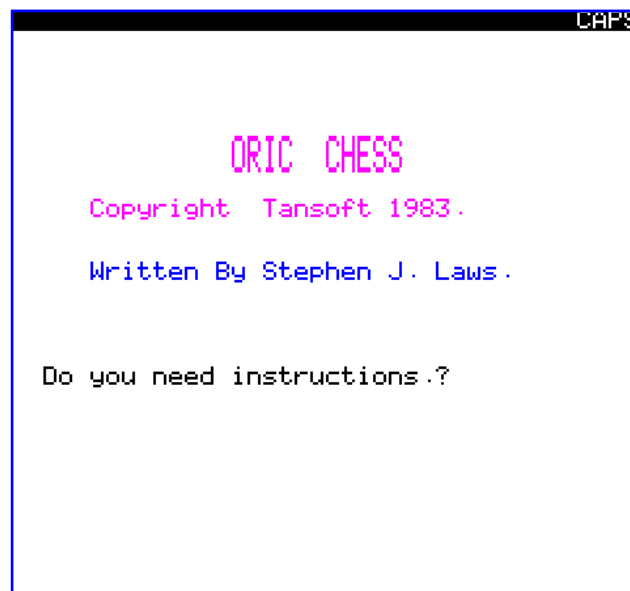 CAPS
ORIC CHESS
Copyright Tansoft 1983.
Written By Stephen J. Laws.
Do you need instructions.?